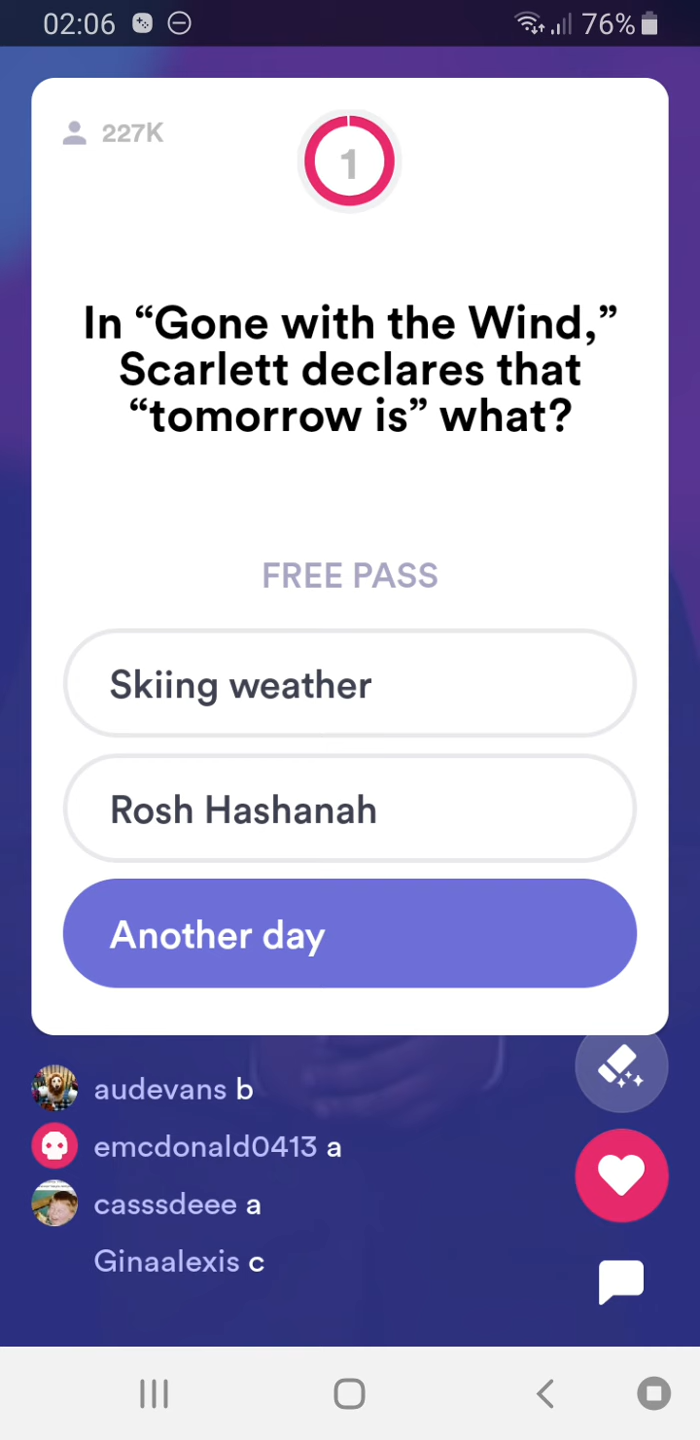 02:06 76%
227K
1
In “Gone with the Wind,”
Scarlett declares that
“tomorrow is” what?
FREE PASS
Skiing weather
Rosh Hashanah
Another day
audevans b
emcdonald0413 a
casssdeee a
Ginaalexis c